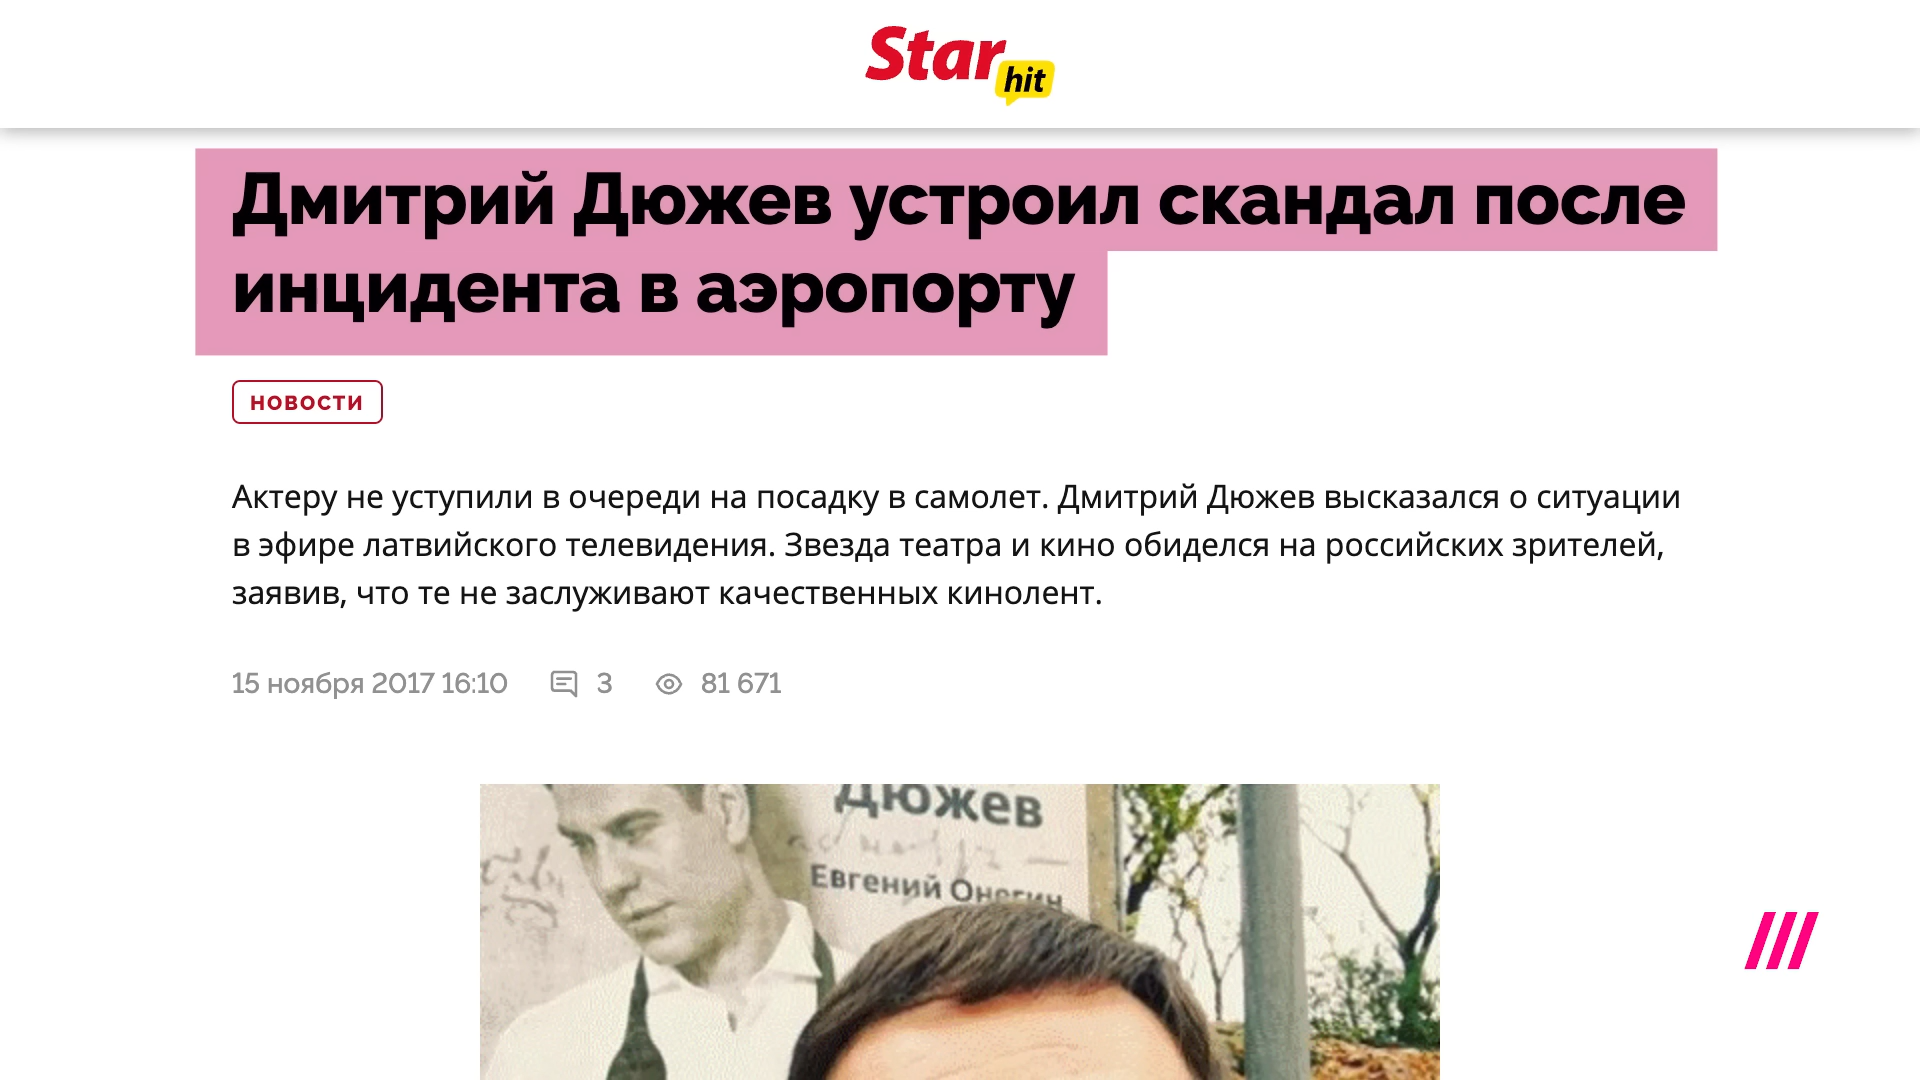 Star
hit
Дмитрий Дюжев устроил скандал после
инцидента в аэропорту
НОВОСТИ
Актеру не уступили в очереди на посадку в самолет. Дмитрий Дюжев высказался о ситуации
в эфире латвийского телевидения. Звезда театра и кино обиделся на российских зрителей,
заявив, что те не заслуживают качественных кинолент.
15 ноября 2017 16:10 3 81 671
Дюжев
Евгений Онегин